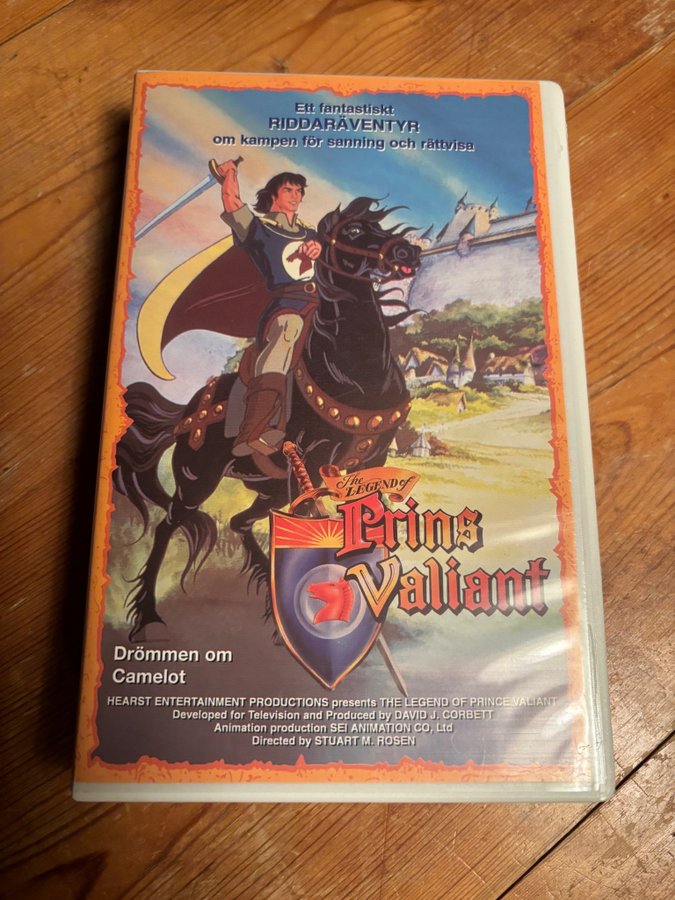 Ett fantastiskt
RIDDARÄVENTYR
om kampen för sanning och rättvisa
The
LEGEND of
Prins
Valiant
Drömmen om
Camelot
HEARST ENTERTAINMENT PRODUCTIONS presents THE LEGEND OF PRINCE VALIANT
Developed for Television and Produced by DAVID J. CORBETT
Animation production SEI ANIMATION CO. Ltd
Directed by STUART M. ROSEN